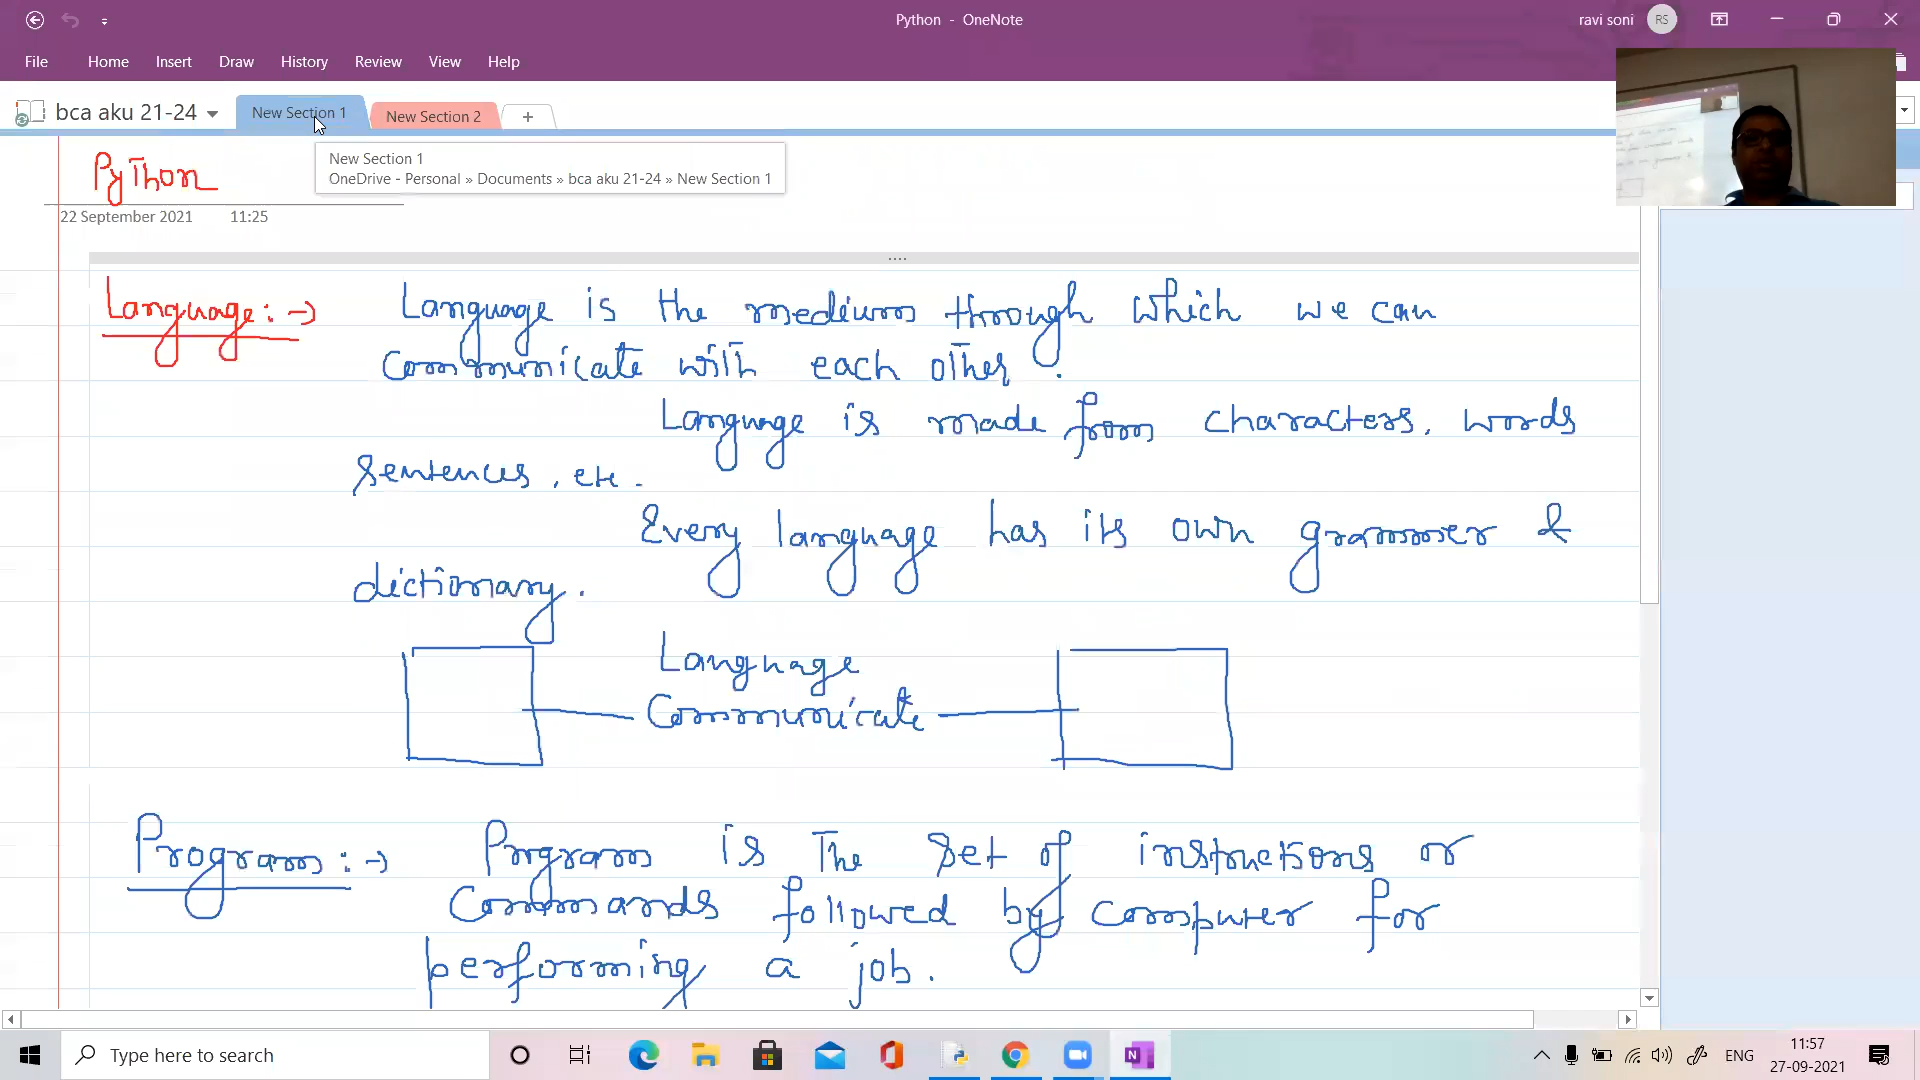 Python - OneNote
ravi soni
RS
File Home Insert Draw History Review View Help
bca aku 21-24
New Section 1
New Section 2
+
New Section 1
OneDrive - Personal » Documents » bca aku 21-24 » New Section 1
Python
22 September 2021 11:25
Language :→ Language is the medium through which we can
communicate with each other.
Language is made from characters, words
sentences, etc.
Every language has its own grammer &
dictionary.
Language
Communicate
Program :→ Program is The set of instructions or
Commands followed by computer for
performing a job.
Type here to search
ENG
11:57
27-09-2021